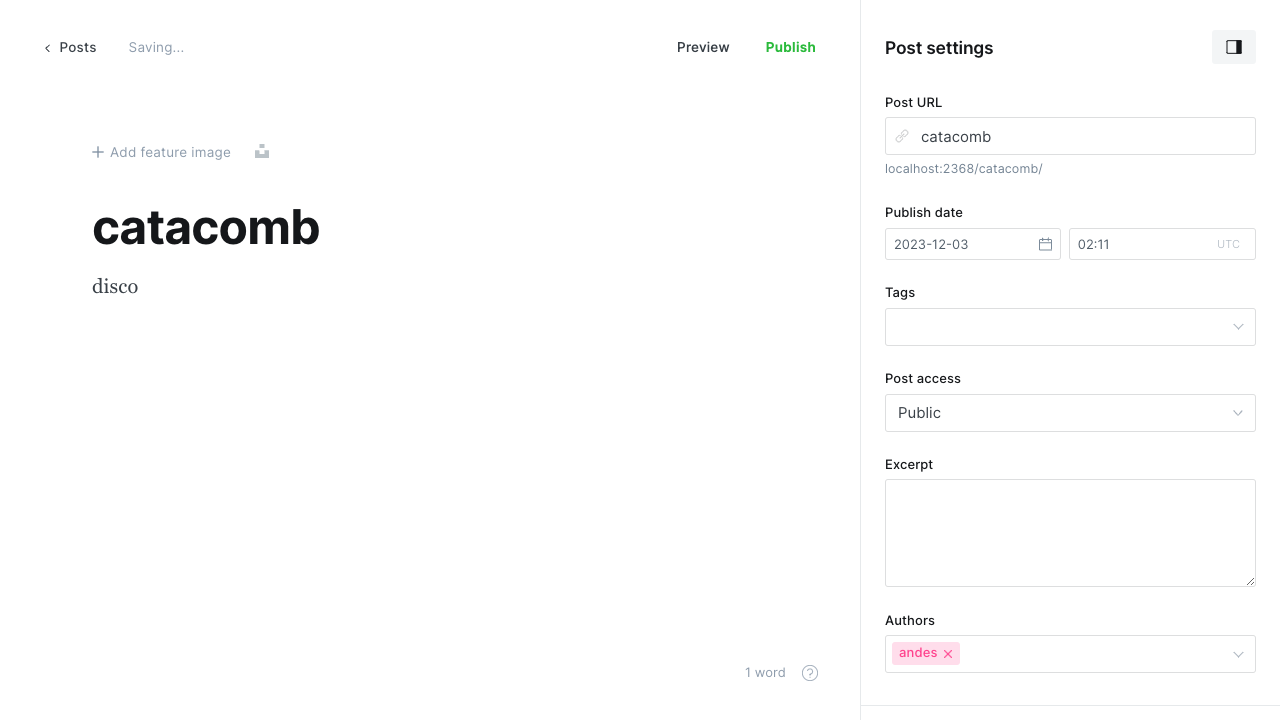 Posts
Saving...
Preview
Publish
Add feature image
catacomb
disco
1 word
?
Post settings
Post URL
catacomb
localhost:2368/catacomb/
Publish date
2023-12-03
02:11
UTC
Tags
Post access
Public
Excerpt
Authors
andes